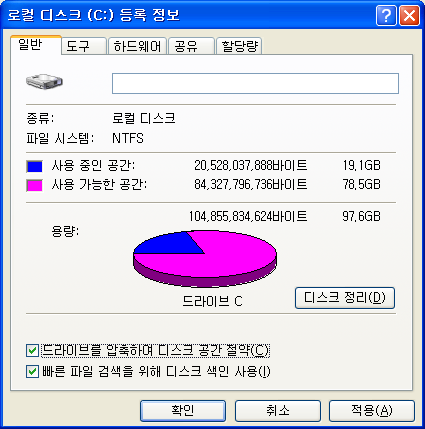 로컬 디스크 (C:) 등록 정보
일반 도구 하드웨어 공유 할당량
종류: 로컬 디스크
파일 시스템: NTFS
사용 중인 공간: 20,528,037,888바이트 19,1GB
사용 가능한 공간: 84,327,796,736바이트 78,5GB
104,855,834,624바이트 97,6GB
용량:
드라이브 C
디스크 정리(D)
드라이브를 압축하여 디스크 공간 절약(C)
빠른 파일 검색을 위해 디스크 색인 사용(I)
확인 취소 적용(A)